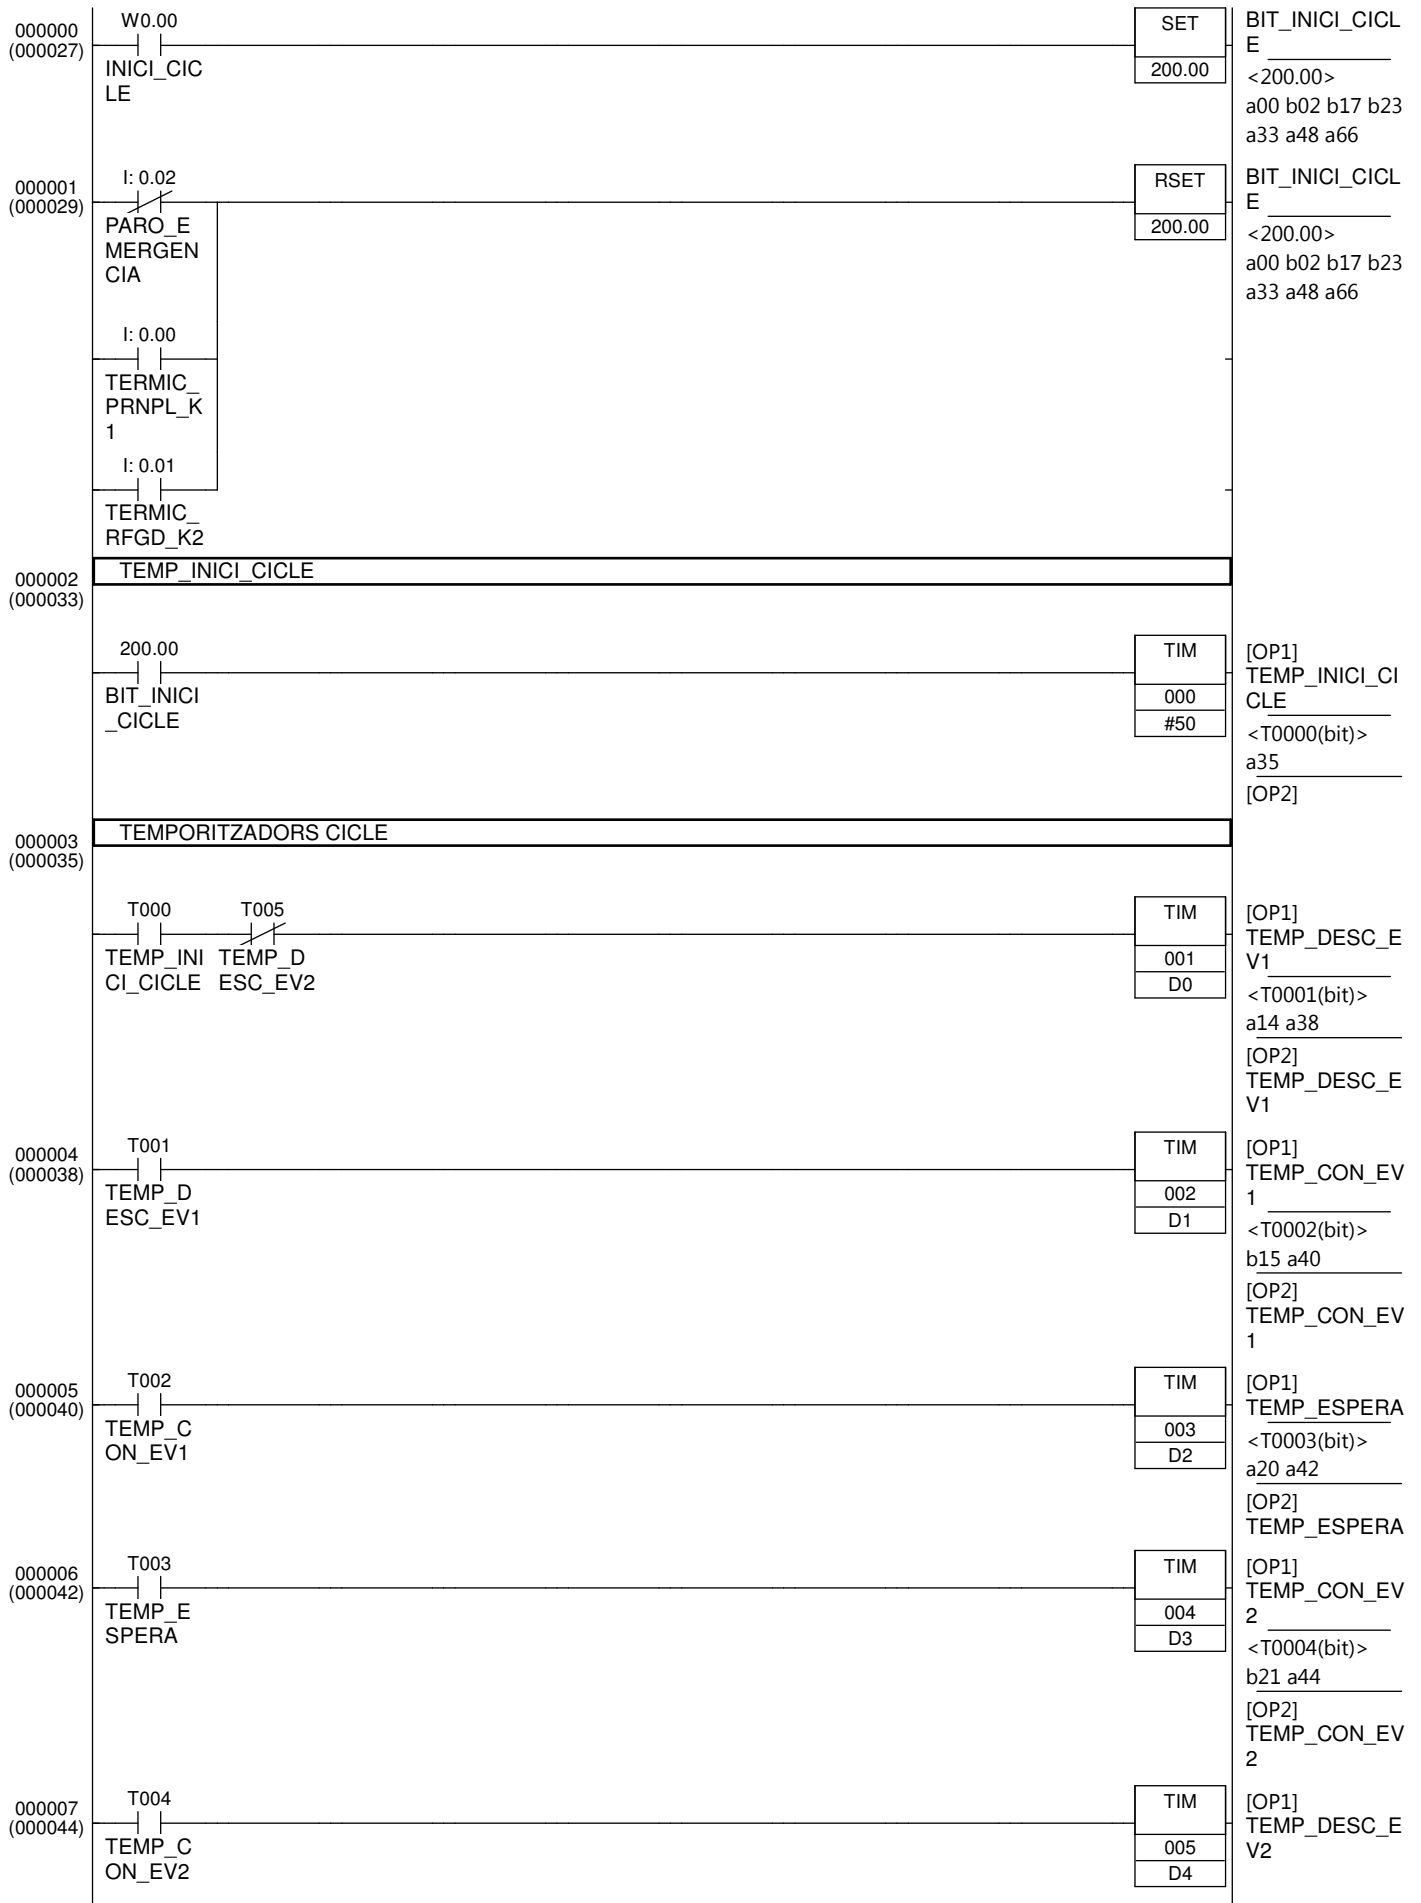 000000
(000027)
W0.00
INICI_CIC
LE
SET
200.00
BIT_INICI_CICL
E
<200.00>
a00 b02 b17 b23
a33 a48 a66
000001
(000029)
I: 0.02
PARO_E
MERGEN
CIA
RSET
200.00
BIT_INICI_CICL
E
<200.00>
a00 b02 b17 b23
a33 a48 a66
I: 0.00
TERMIC_
PRNPL_K
1
I: 0.01
TERMIC_
RFGD_K2
000002
(000033)
TEMP_INICI_CICLE
200.00
BIT_INICI
_CICLE
TIM
000
#50
[OP1]
TEMP_INICI_CI
CLE
<T0000(bit)>
a35
[OP2]
000003
(000035)
TEMPORITZADORS CICLE
T000
TEMP_INI
CI_CICLE
T005
TEMP_D
ESC_EV2
TIM
001
D0
[OP1]
TEMP_DESC_E
V1
<T0001(bit)>
a14 a38
[OP2]
TEMP_DESC_E
V1
000004
(000038)
T001
TEMP_D
ESC_EV1
TIM
002
D1
[OP1]
TEMP_CON_EV
1
<T0002(bit)>
b15 a40
[OP2]
TEMP_CON_EV
1
000005
(000040)
T002
TEMP_C
ON_EV1
TIM
003
D2
[OP1]
TEMP_ESPERA
<T0003(bit)>
a20 a42
[OP2]
TEMP_ESPERA
000006
(000042)
T003
TEMP_E
SPERA
TIM
004
D3
[OP1]
TEMP_CON_EV
2
<T0004(bit)>
b21 a44
[OP2]
TEMP_CON_EV
2
000007
(000044)
T004
TEMP_C
ON_EV2
TIM
005
D4
[OP1]
TEMP_DESC_E
V2